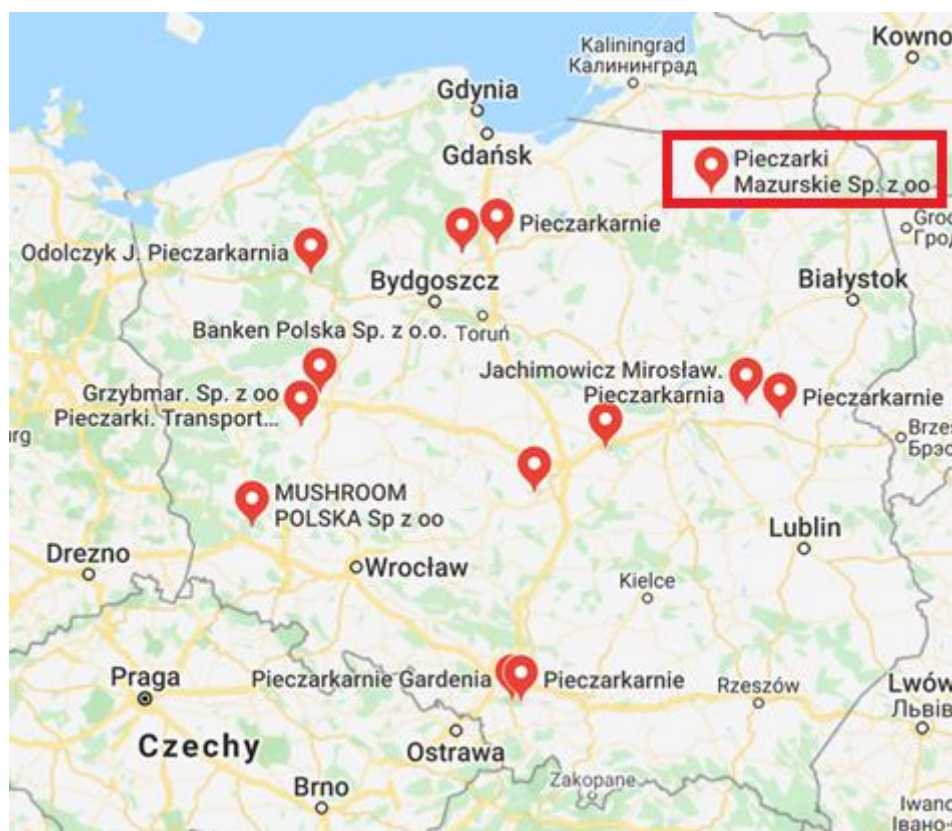 Kowno
Kaliningrad
Калининград
Gdynia
Gdańsk
Pieczarki
Mazurskie Sp. z oo
Pieczarkarnie
Odolczyk J. Pieczarkarnia
Bydgoszcz
Białystok
Banken Polska Sp. z o.o.
Toruń
Jachimowicz Mirosław.
Pieczarkarnia
Grzybmar. Sp. z oo
Pieczarki. Transport...
Pieczarkarnie
MUSHROOM
POLSKA Sp z oo
Lublin
Drezno
Wrocław
Kielce
Praga
Pieczarkarnie Gardenia
Pieczarkarnie
Rzeszów
Czechy
Ostrawa
Brno
Zakopane